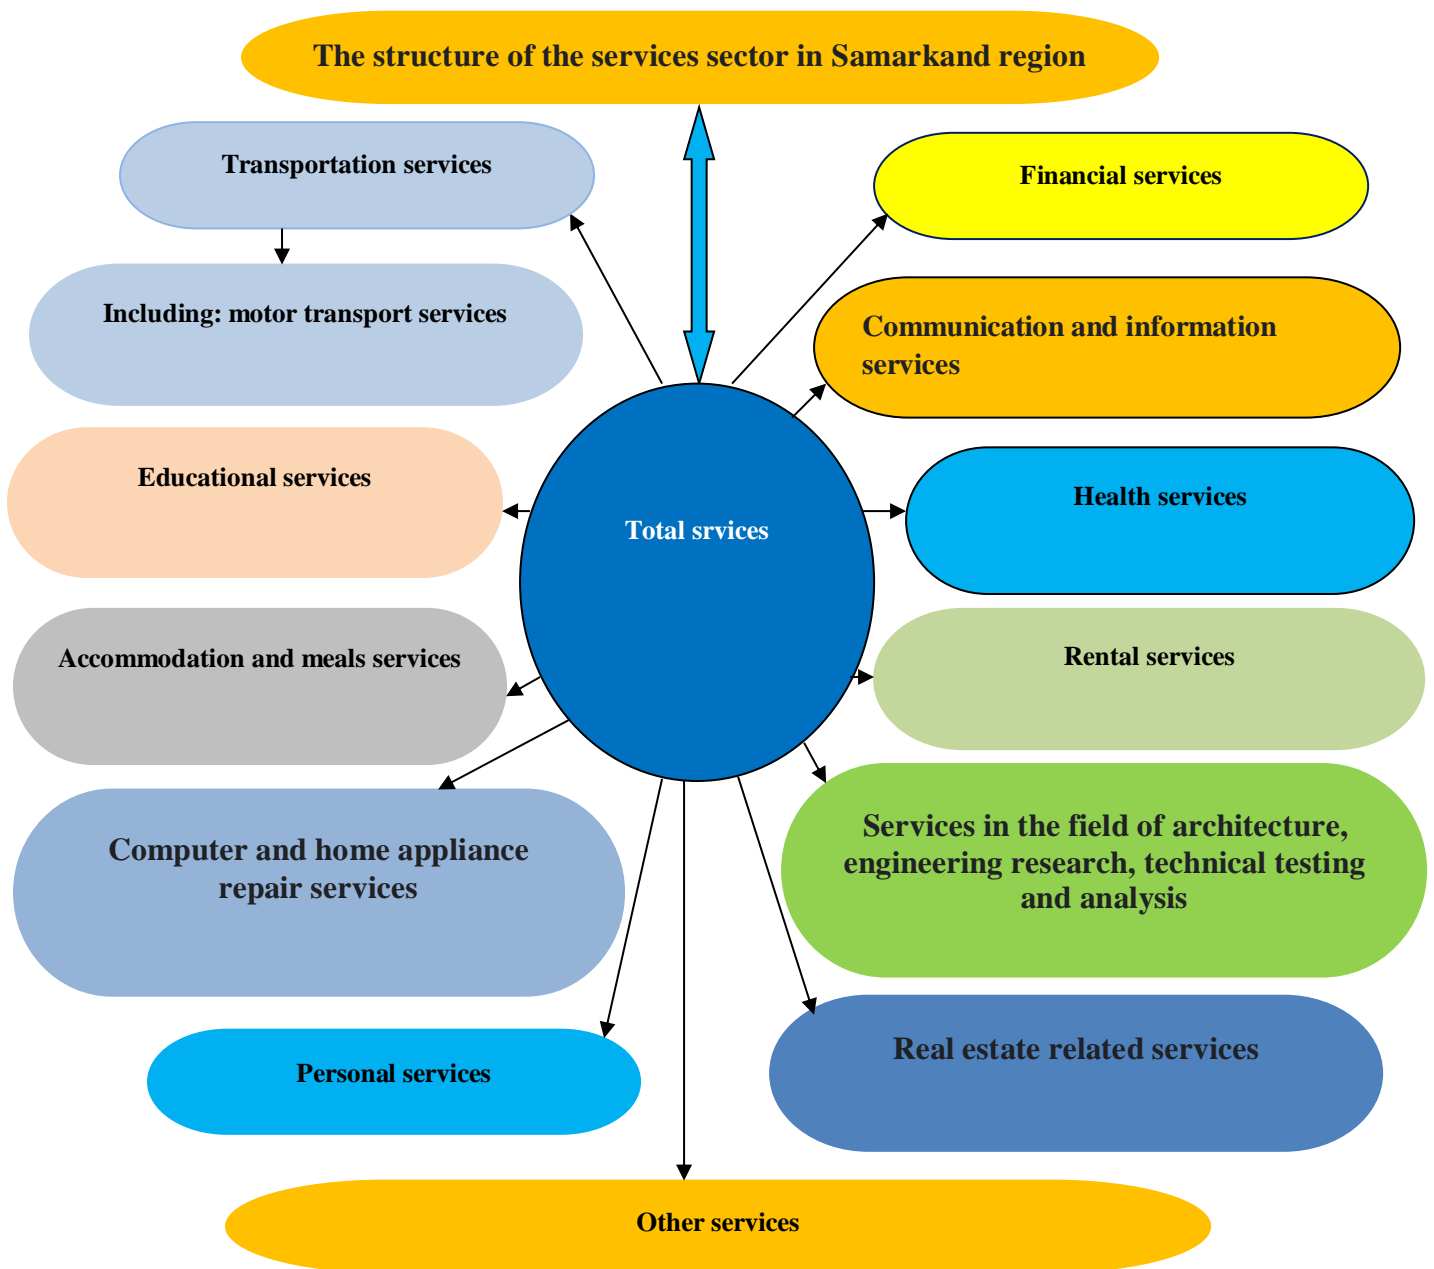 The structure of the services sector in Samarkand region
Transportation services
Financial services
Including: motor transport services
Communication and information
services
Educational services
Health services
Total srvices
Accommodation and meals services
Rental services
Computer and home appliance
repair services
Services in the field of architecture,
engineering research, technical testing
and analysis
Personal services
Real estate related services
Other services